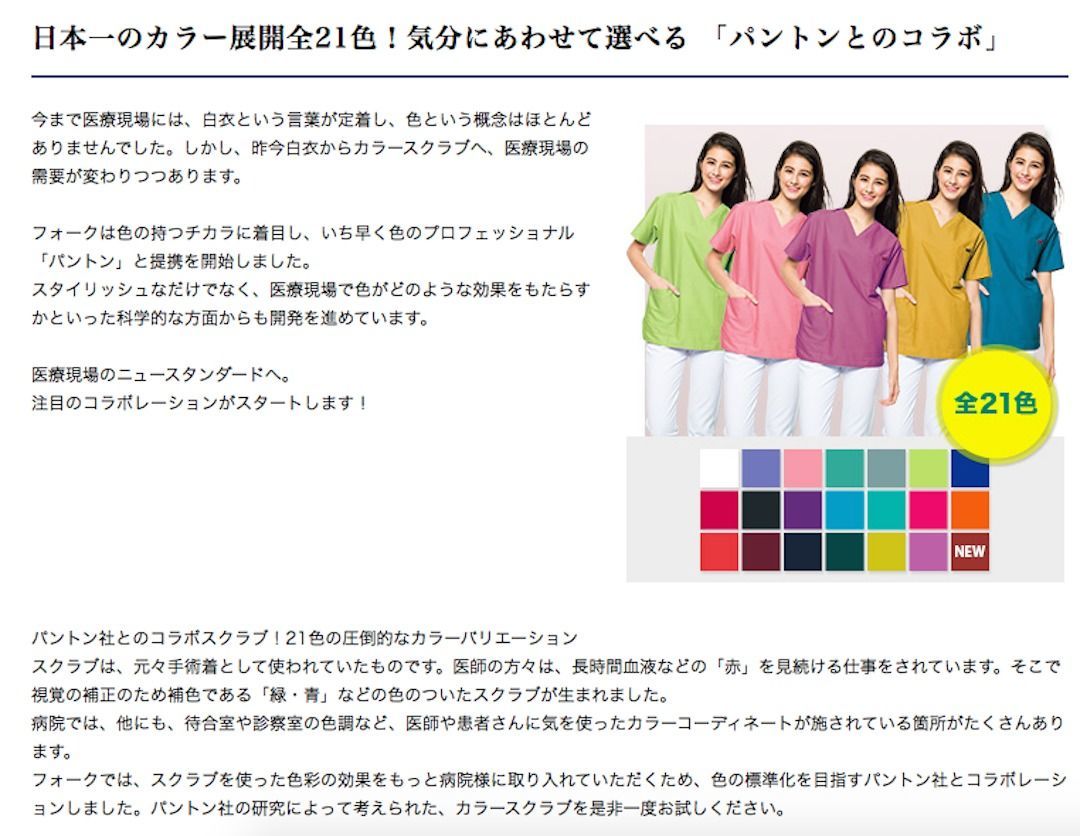 日本一のカラー展開全21色！気分にあわせて選べる 「パントンとのコラボ」
今まで医療現場には、白衣という言葉が定着し、色という概念はほとんど
ありませんでした。しかし、昨今白衣からカラースクラブへ、医療現場の
需要が変わりつつあります。
フォークは色の持つチカラに着目し、いち早く色のプロフェッショナル
「パントン」と提携を開始しました。
スタイリッシュなだけでなく、医療現場で色がどのような効果をもたらす
かといった科学的な方面からも開発を進めています。
医療現場のニュースタンダードへ。
注目のコラボレーションがスタートします！
全21色
NEW
パントン社とのコラボスクラブ！21色の圧倒的なカラーバリエーション
スクラブは、元々手術着として使われていたものです。医師の方々は、長時間血液などの「赤」を見続ける仕事をされています。そこで
視覚の補正のため補色である「緑・青」などの色のついたスクラブが生まれました。
病院では、他にも、待合室や診察室の色調など、医師や患者さんに気を使ったカラーコーディネートが施されている箇所がたくさんあり
ます。
フォークでは、スクラブを使った色彩の効果をもっと病院様に取り入れていただくため、色の標準化を目指すパントン社とコラボレーシ
ョンしました。パントン社の研究によって考えられた、カラースクラブを是非一度お試しください。